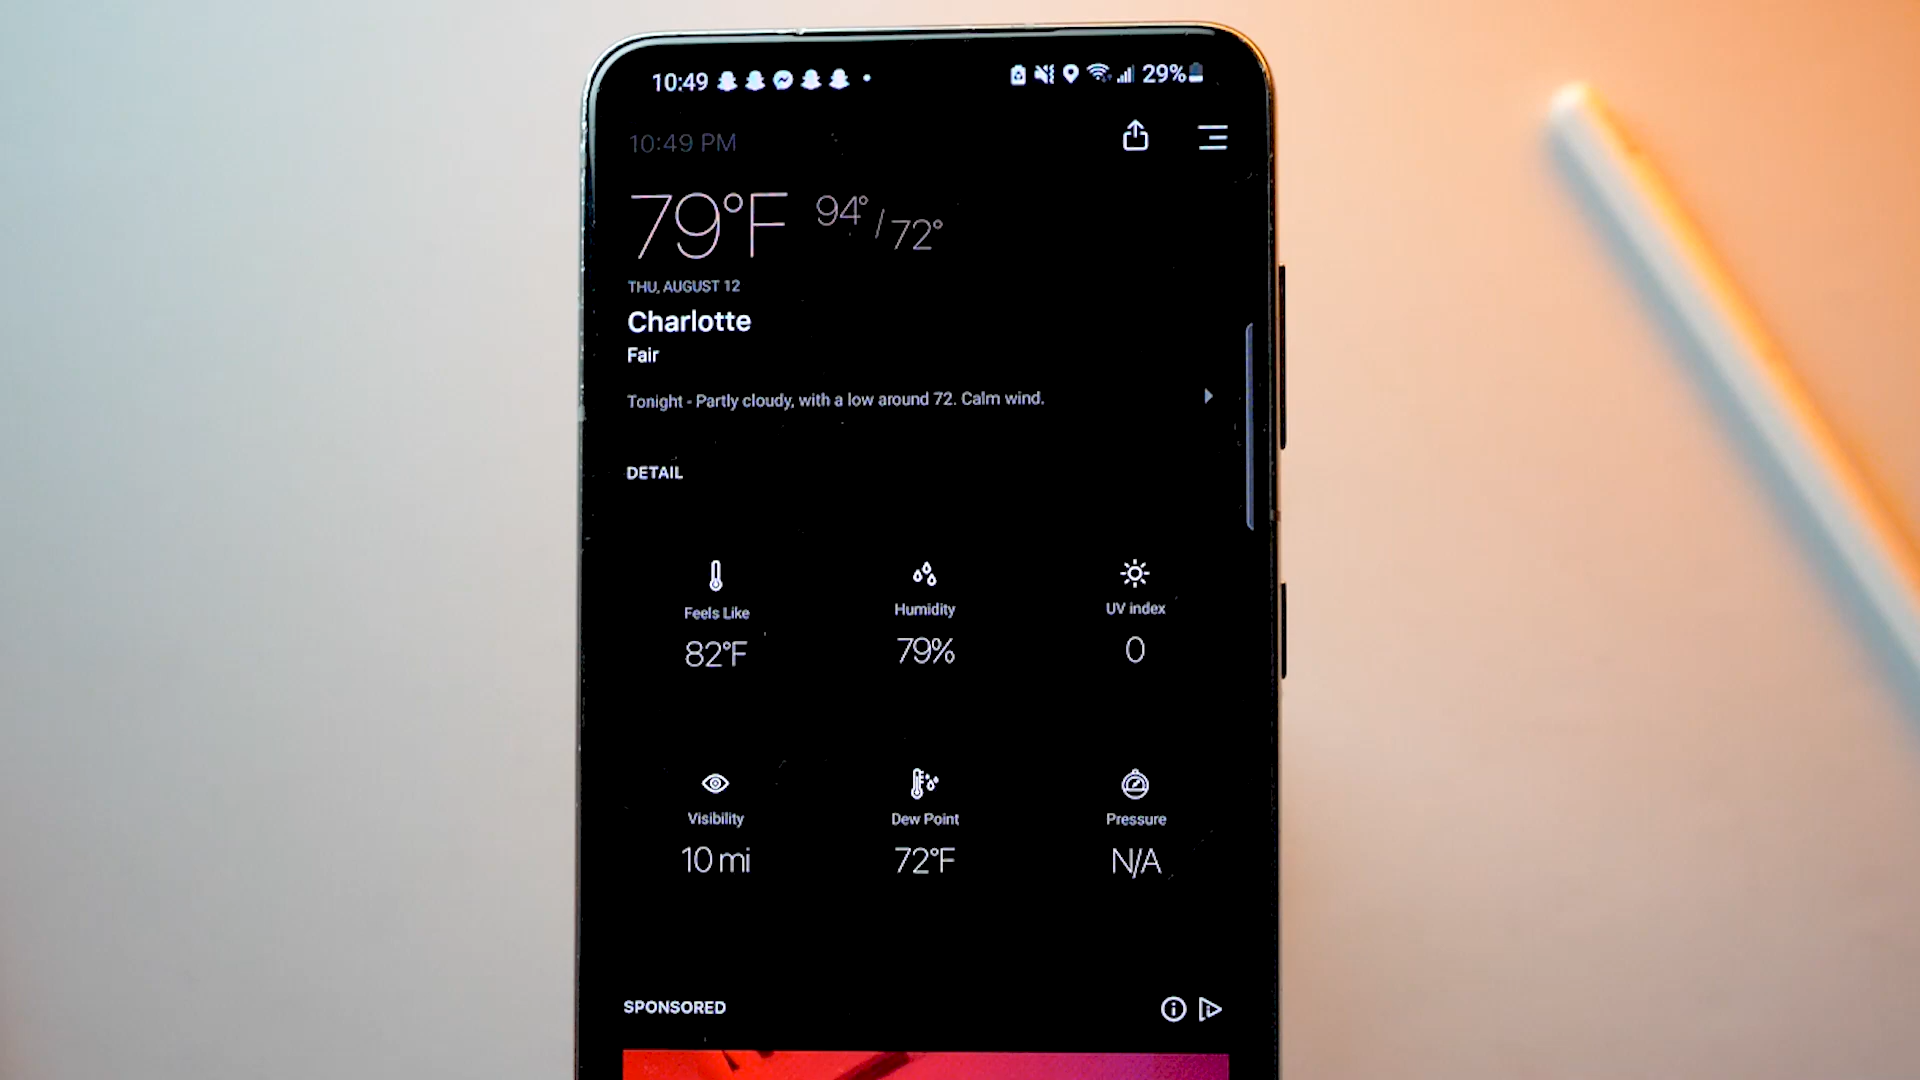 10:49 29%
10:49 PM
79°F 94°/72°
THU, AUGUST 12
Charlotte
Fair
Tonight - Partly cloudy, with a low around 72. Calm wind.
DETAIL
Feels Like Humidity UV index
82°F 79% 0
Visibility Dew Point Pressure
10 mi 72°F N/A
SPONSORED